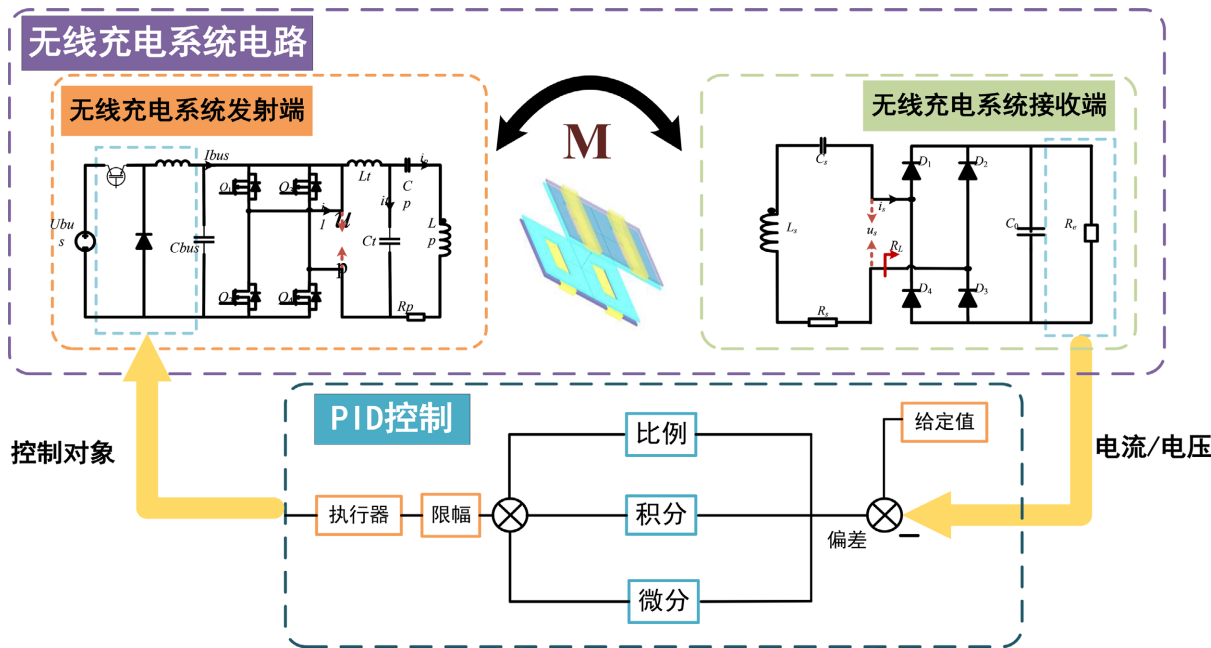 无线充电系统电路
无线充电系统发射端
无线充电系统接收端
M
Ibus
Lt
is
C
p
Q₁
Q₃
i
1
it
Ubu
s
Cbus
u
Ct
L
p
p
Q₂
Q₄
Rp
Cs
D₁
D₂
Ls
is
us
C₀
Re
RL
D₄
D₃
Rs
PID控制
控制对象
电流/电压
比例
给定值
执行器
限幅
积分
偏差
微分